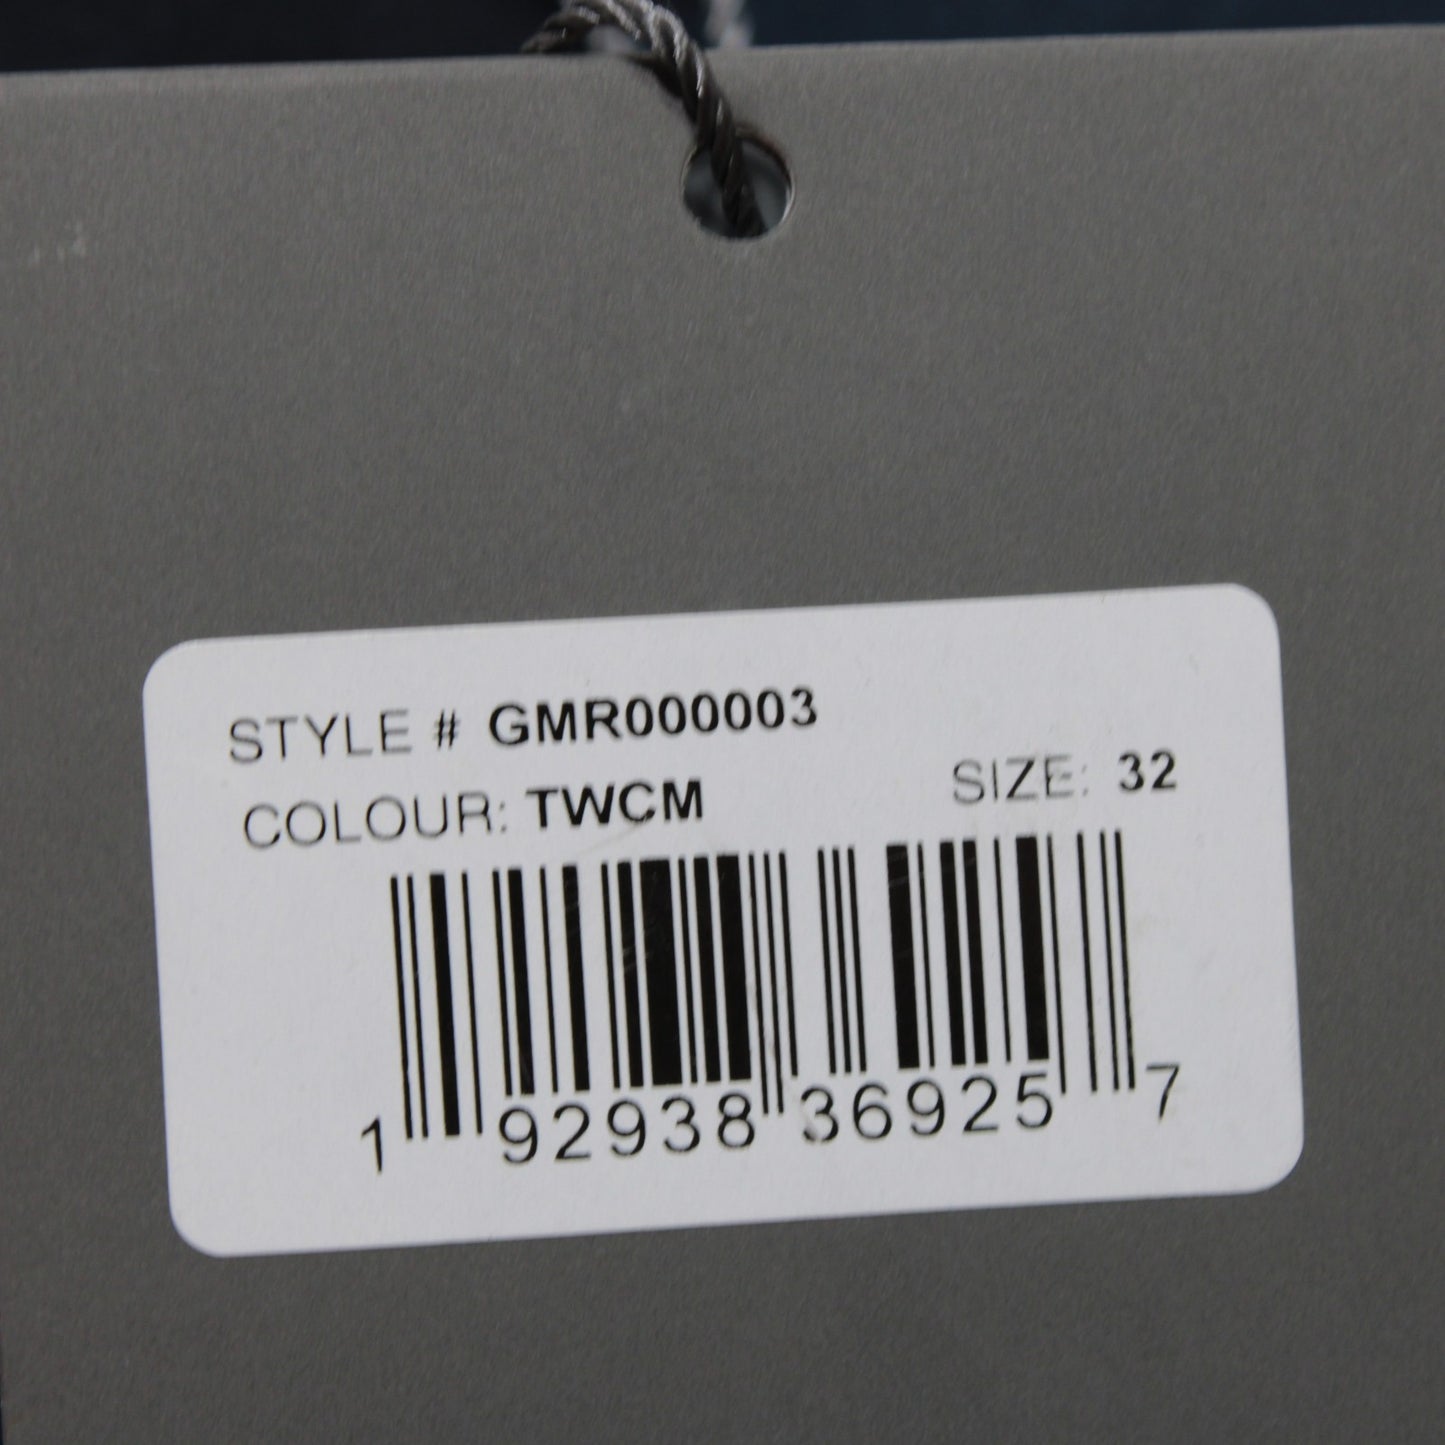 STYLE # GMR000003
COLOUR: TWCM SIZE: 32
1 92938 36925 7